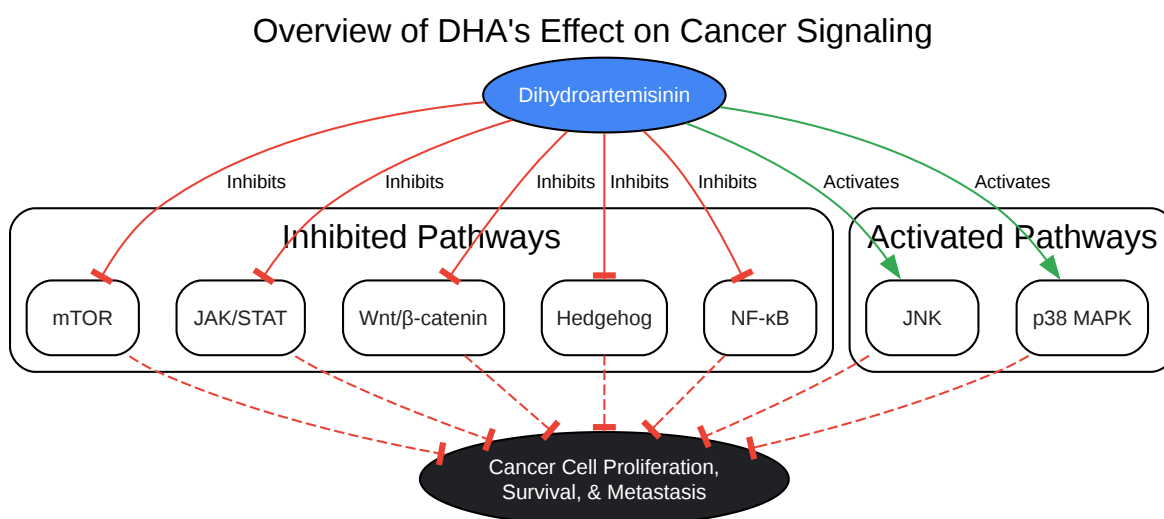 Overview of DHA's Effect on Cancer Signaling
Dihydroartemisinin
Inhibits
Inhibits
Inhibits
Inhibits
Inhibits
Activates
Activates
Inhibited Pathways
Activated Pathways
mTOR
JAK/STAT
Wnt/β-catenin
Hedgehog
NF-κB
JNK
p38 MAPK
Cancer Cell Proliferation,
Survival, & Metastasis